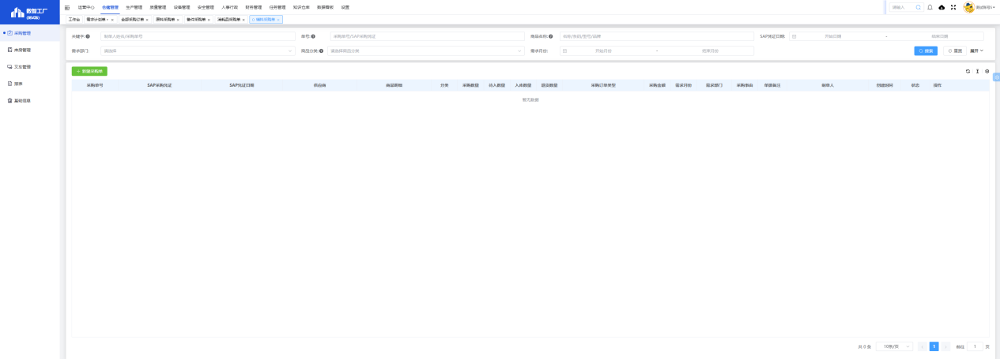 数智工厂
(测试版)
运营中心 仓储管理 生产管理 质量管理 设备管理 安全管理 人事行政 财务管理 任务管理 知识仓库 数据看板 设置
请输入 测试账号5
工作台 需求计划单 全部采购订单 原料采购单 备件采购单 消耗品采购单 辅料采购单
采购管理
库房管理
叉车管理
报表
基础信息
关键字: 制单人姓名/采购单号 单号: 采购单号/SAP采购凭证 商品名称: 名称/条码/型号/品牌 SAP凭证日期: 开始日期 - 结束日期
需求部门: 请选择 商品分类: 请选择商品分类 需求月份: 开始月份 - 结束月份 搜索 重置 展开
+ 新建采购单
采购单号 SAP采购凭证 SAP凭证日期 供应商 商品明细 分类 采购数量 待入数量 入库数量 退货数量 采购订单类型 采购金额 需求月份 需求部门 采购事由 单据备注 制单人 创建时间 状态 操作
暂无数据
共 0 条 10条/页 1 前往 1 页